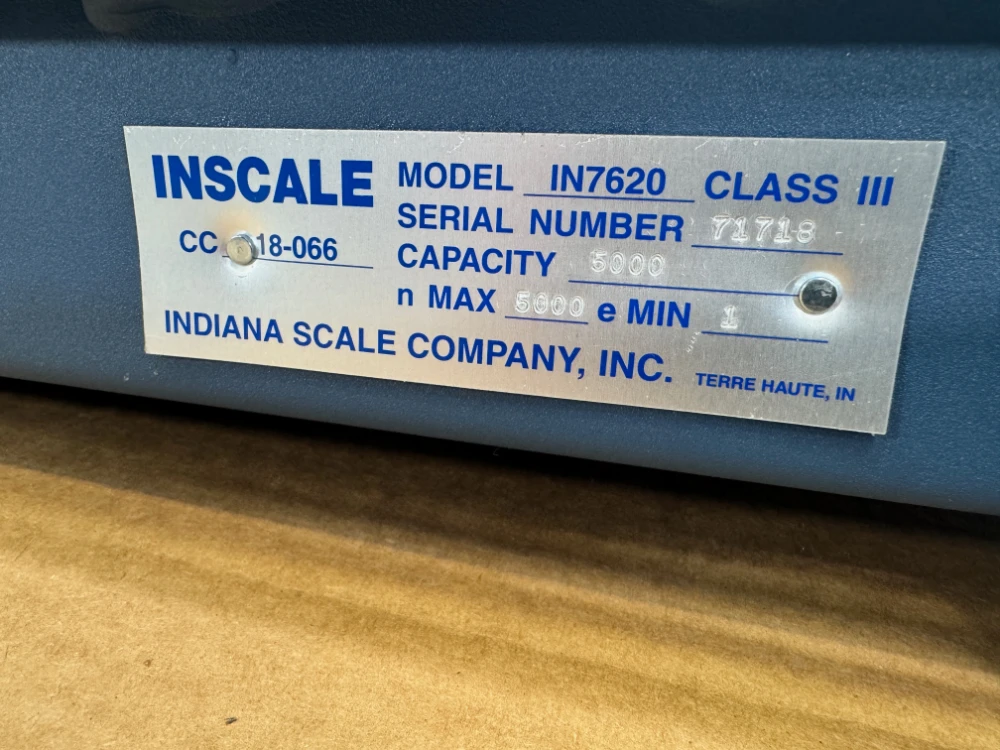 INSCALE MODEL IN7620 CLASS III
SERIAL NUMBER 71718
CC 18-066
CAPACITY 5000
n MAX 5000 e MIN 1
INDIANA SCALE COMPANY, INC. TERRE HAUTE, IN